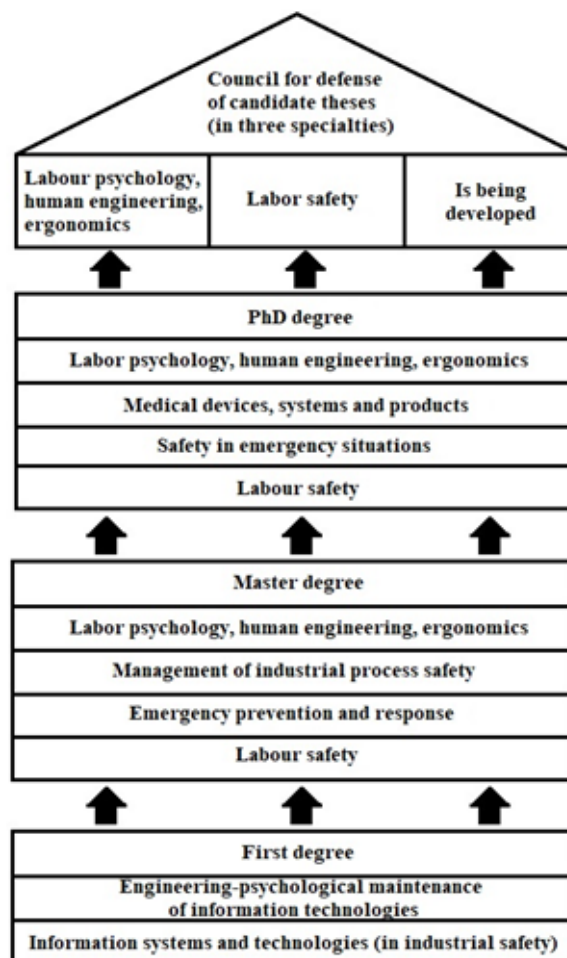 Council for defense
of candidate theses
(in three specialties)
Labour psychology,
human engineering,
ergonomics
Labor safety
Is being
developed
PhD degree
Labor psychology, human engineering, ergonomics
Medical devices, systems and products
Safety in emergency situations
Labour safety
Master degree
Labor psychology, human engineering, ergonomics
Management of industrial process safety
Emergency prevention and response
Labour safety
First degree
Engineering-psychological maintenance
of information technologies
Information systems and technologies (in industrial safety)